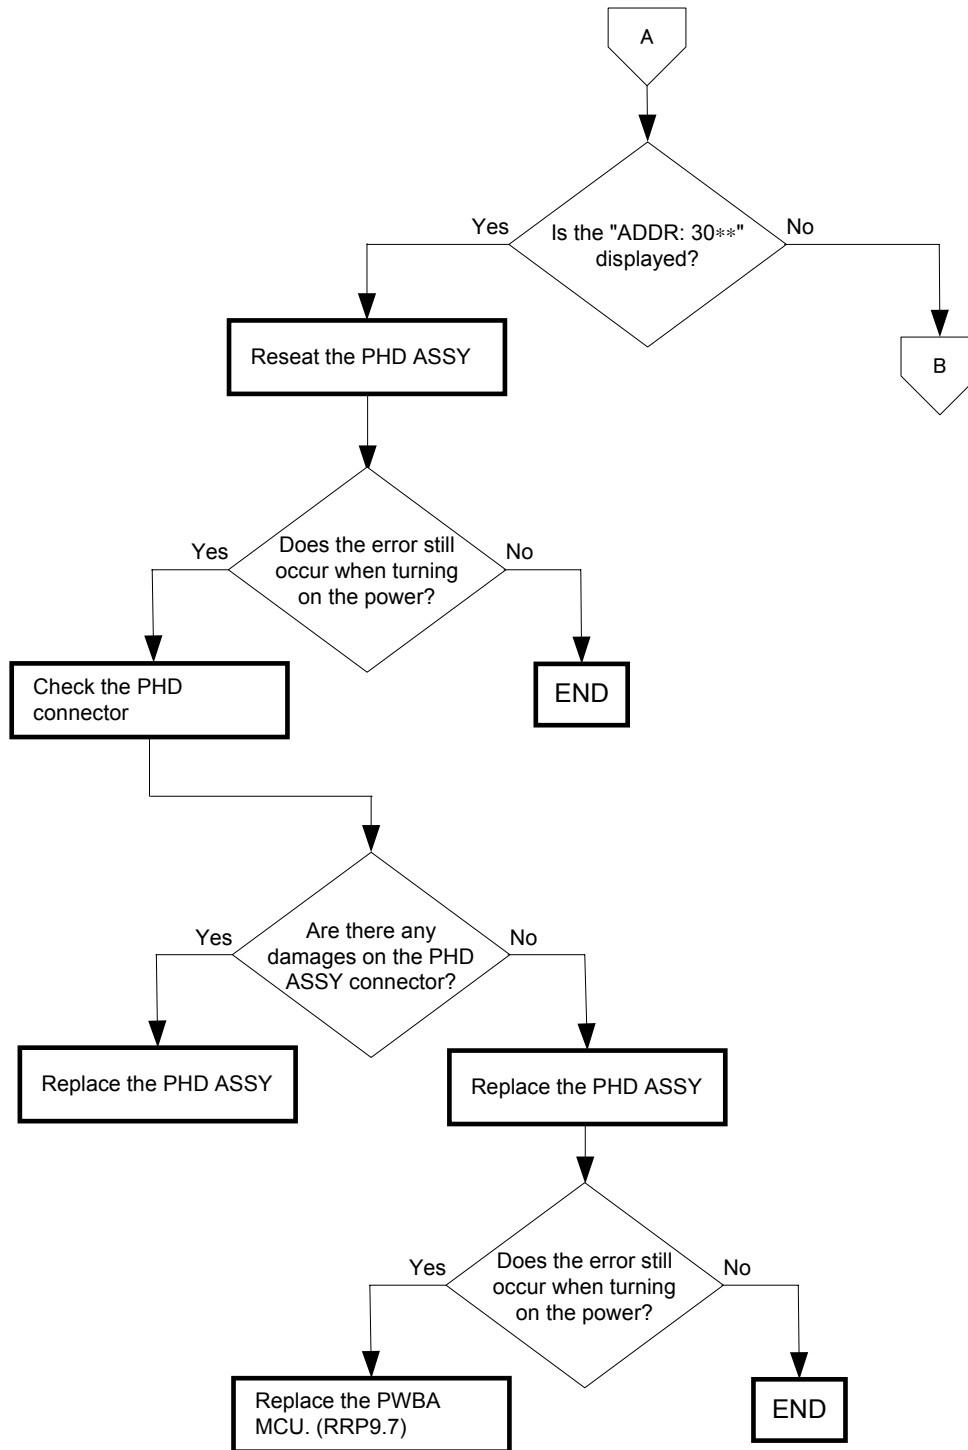 A
Yes
Is the "ADDR: 30**"
displayed?
No
Reseat the PHD ASSY
B
Yes
Does the error still
occur when turning
on the power?
No
Check the PHD
connector
END
Yes
Are there any
damages on the PHD
ASSY connector?
No
Replace the PHD ASSY
Replace the PHD ASSY
Yes
Does the error still
occur when turning
on the power?
No
Replace the PWBA
MCU. (RRP9.7)
END